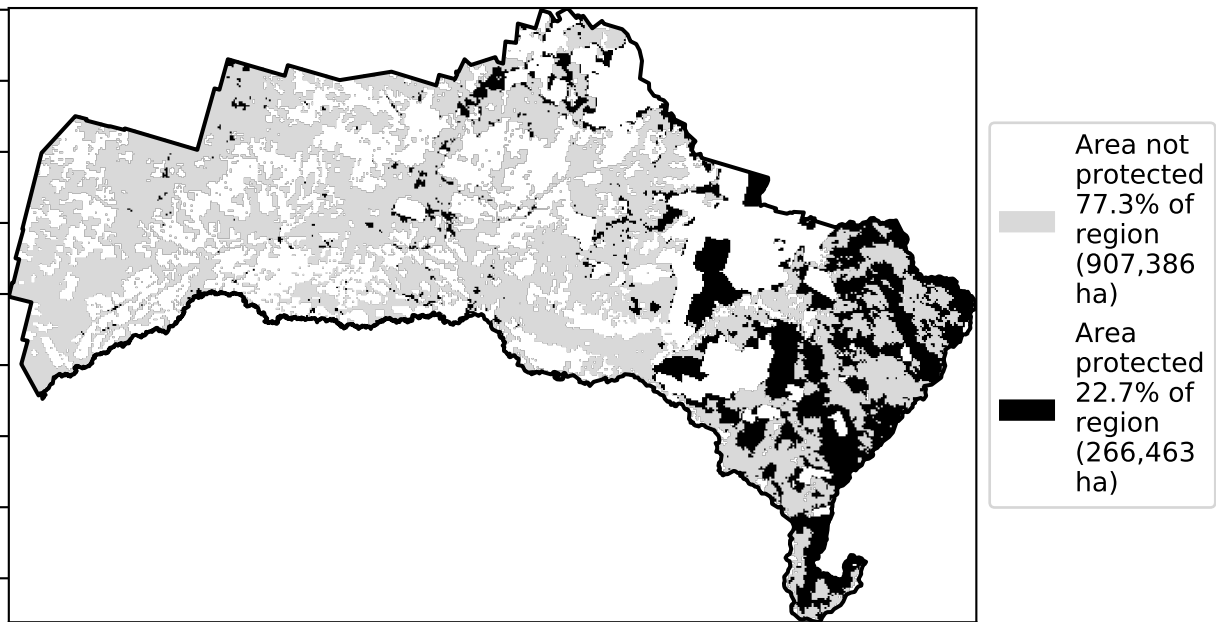 Area not
protected
77.3% of
region
(907,386
ha)
Area
protected
22.7% of
region
(266,463
ha)